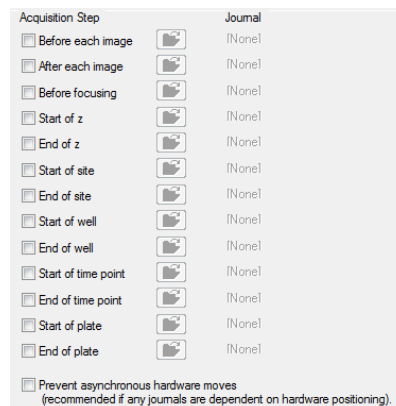 Acquisition Step Journal
Before each image [None]
After each image [None]
Before focusing [None]
Start of z [None]
End of z [None]
Start of site [None]
End of site [None]
Start of well [None]
End of well [None]
Start of time point [None]
End of time point [None]
Start of plate [None]
End of plate [None]
Prevent asynchronous hardware moves
(recommended if any journals are dependent on hardware positioning).